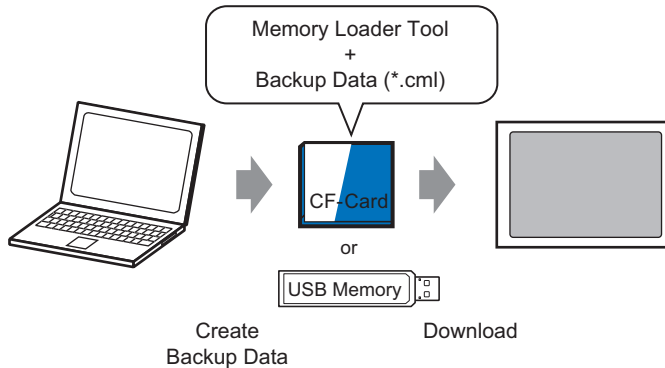 Memory Loader Tool
+
Backup Data (*.cml)
CF-Card
or
USB Memory
Create
Backup Data
Download